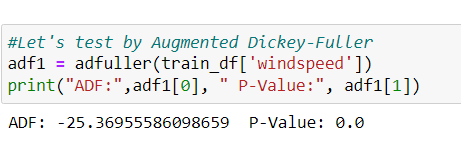 #Let's test by Augmented Dickey-Fuller
adf1 = adfuller(train_df['windspeed'])
print("ADF:",adf1[0], " P-Value:", adf1[1])
ADF: -25.36955586098659  P-Value: 0.0